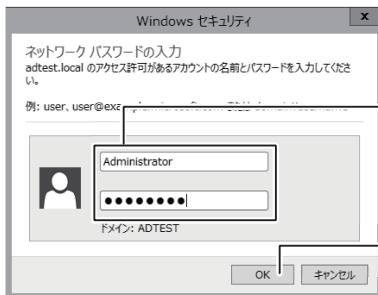 Windows セキュリティ
x
ネットワーク パスワードの入力
adtest.local のアクセス許可があるアカウントの名前とパスワードを入力してくださ
い。
例: user、user@exa
Administrator
●●●●●●●●
ドメイン: ADTEST
OK キャンセル